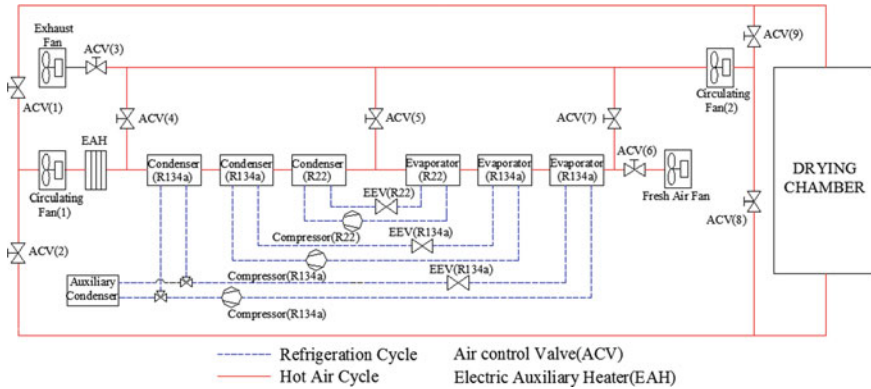 Exhaust
Fan
ACV(3)
ACV(9)
ACV(1)
ACV(4)
ACV(5)
ACV(7)
Circulating
Fan(2)
EAH
ACV(6)
Condenser
(R134a)
Condenser
(R134a)
Condenser
(R22)
Evaporator
(R22)
Evaporator
(R134a)
Evaporator
(R134a)
DRYING
CHAMBER
Circulating
Fan(1)
EEV(R22)
Fresh Air Fan
ACV(8)
Compressor
(R22)
EEV(R134a)
ACV(2)
Compressor(R134a)
EEV(R134a)
Auxiliary
Condenser
Compressor(R134a)
Refrigeration Cycle
Air control Valve(ACV)
Hot Air Cycle
Electric Auxiliary Heater(EAH)